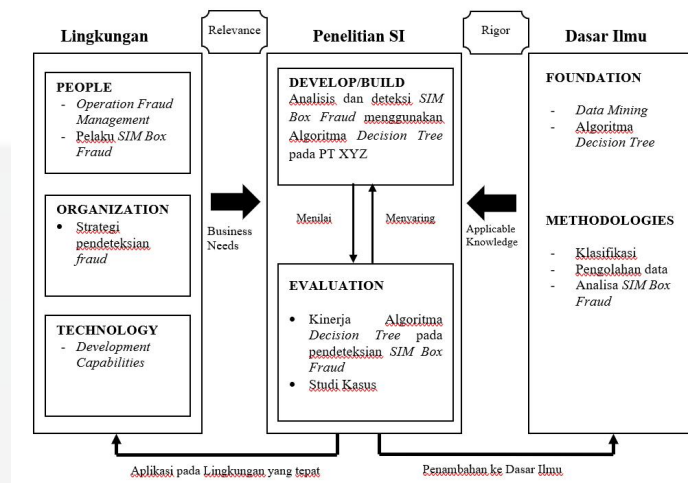 Lingkungan
Relevance
Penelitian SI
Rigor
Dasar Ilmu
PEOPLE
- Operation Fraud
Management
- Pelaku SIM Box
Fraud
ORGANIZATION
• Strategi
pendeteksian
fraud
TECHNOLOGY
- Development
Capabilities
Business
Needs
DEVELOP/BUILD
Analisis dan deteksi SIM
Box Fraud menggunakan
Algoritma Decision Tree
pada PT XYZ
Menilai
Menyaring
EVALUATION
• Kinerja Algoritma
Decision Tree pada
pendeteksian SIM Box
Fraud
• Studi Kasus
Applicable
Knowledge
FOUNDATION
- Data Mining
- Algoritma
Decision Tree
METHODOLOGIES
- Klasifikasi
- Pengolahan data
- Analisa SIM Box
Fraud
Aplikasi pada Lingkungan yang tepat
Penambahan ke Dasar Ilmu